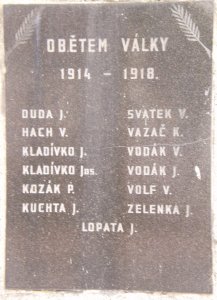 OBĚTEM VÁLKY
1914 – 1918.
DUDA J.
HACH V.
KLADÍVKO J.
KLADÍVKO Jos.
KOZÁK P.
KUCHTA J.
SVATEK V.
VAZAČ K.
VODÁK V.
VODÁK J.
VOLF V.
ZELENKA J.
LOPATA J.